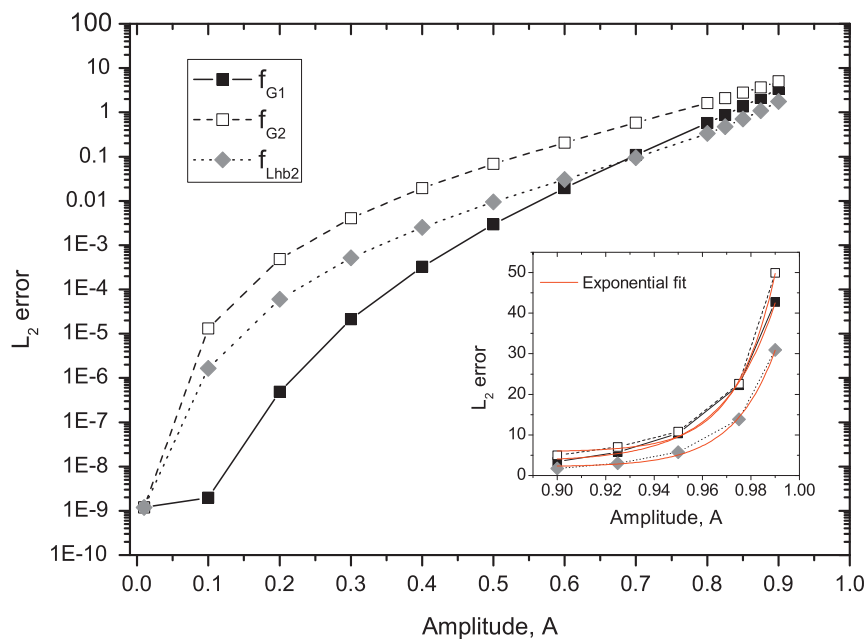 100
10
1
0.1
0.01
1E-3
1E-4
1E-5
1E-6
1E-7
1E-8
1E-9
1E-10
L2 error
fG1
fG2
fLhb2
50
40
30
20
10
0
L2 error
Exponential fit
0.90 0.92 0.94 0.96 0.98 1.00
Amplitude, A
0.0 0.1 0.2 0.3 0.4 0.5 0.6 0.7 0.8 0.9 1.0
Amplitude, A